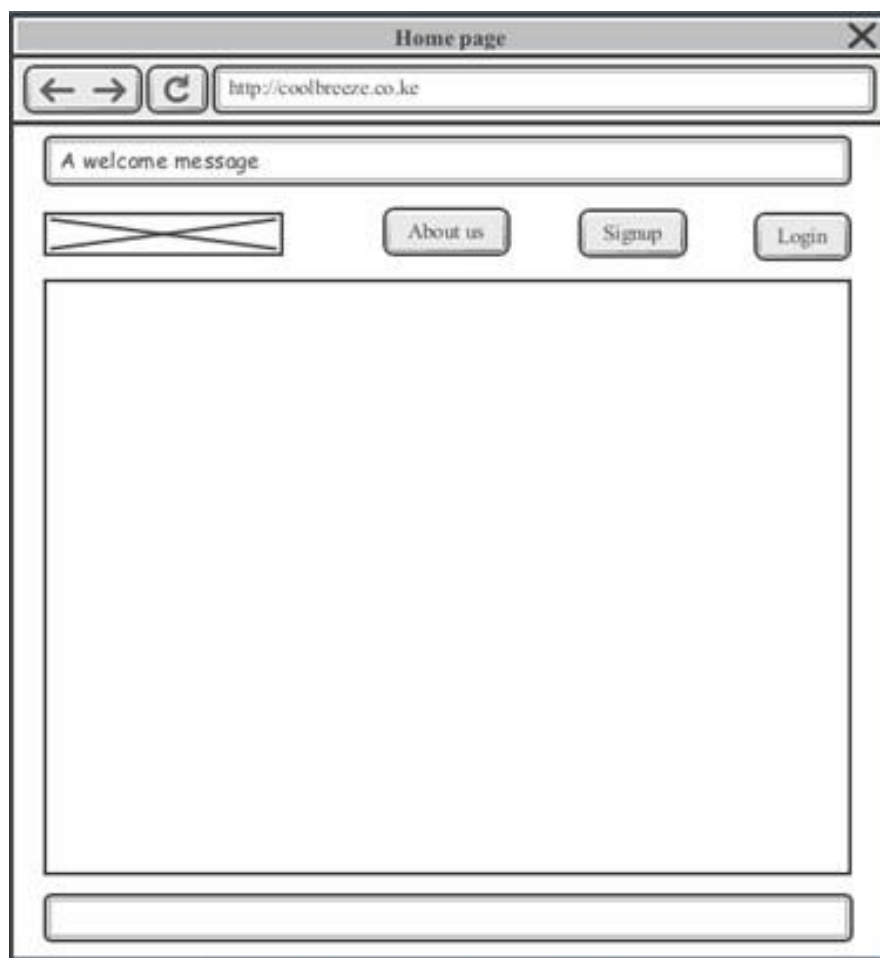 Home page
http://coolbreeze.co.ke
A welcome message
About us
Signup
Login